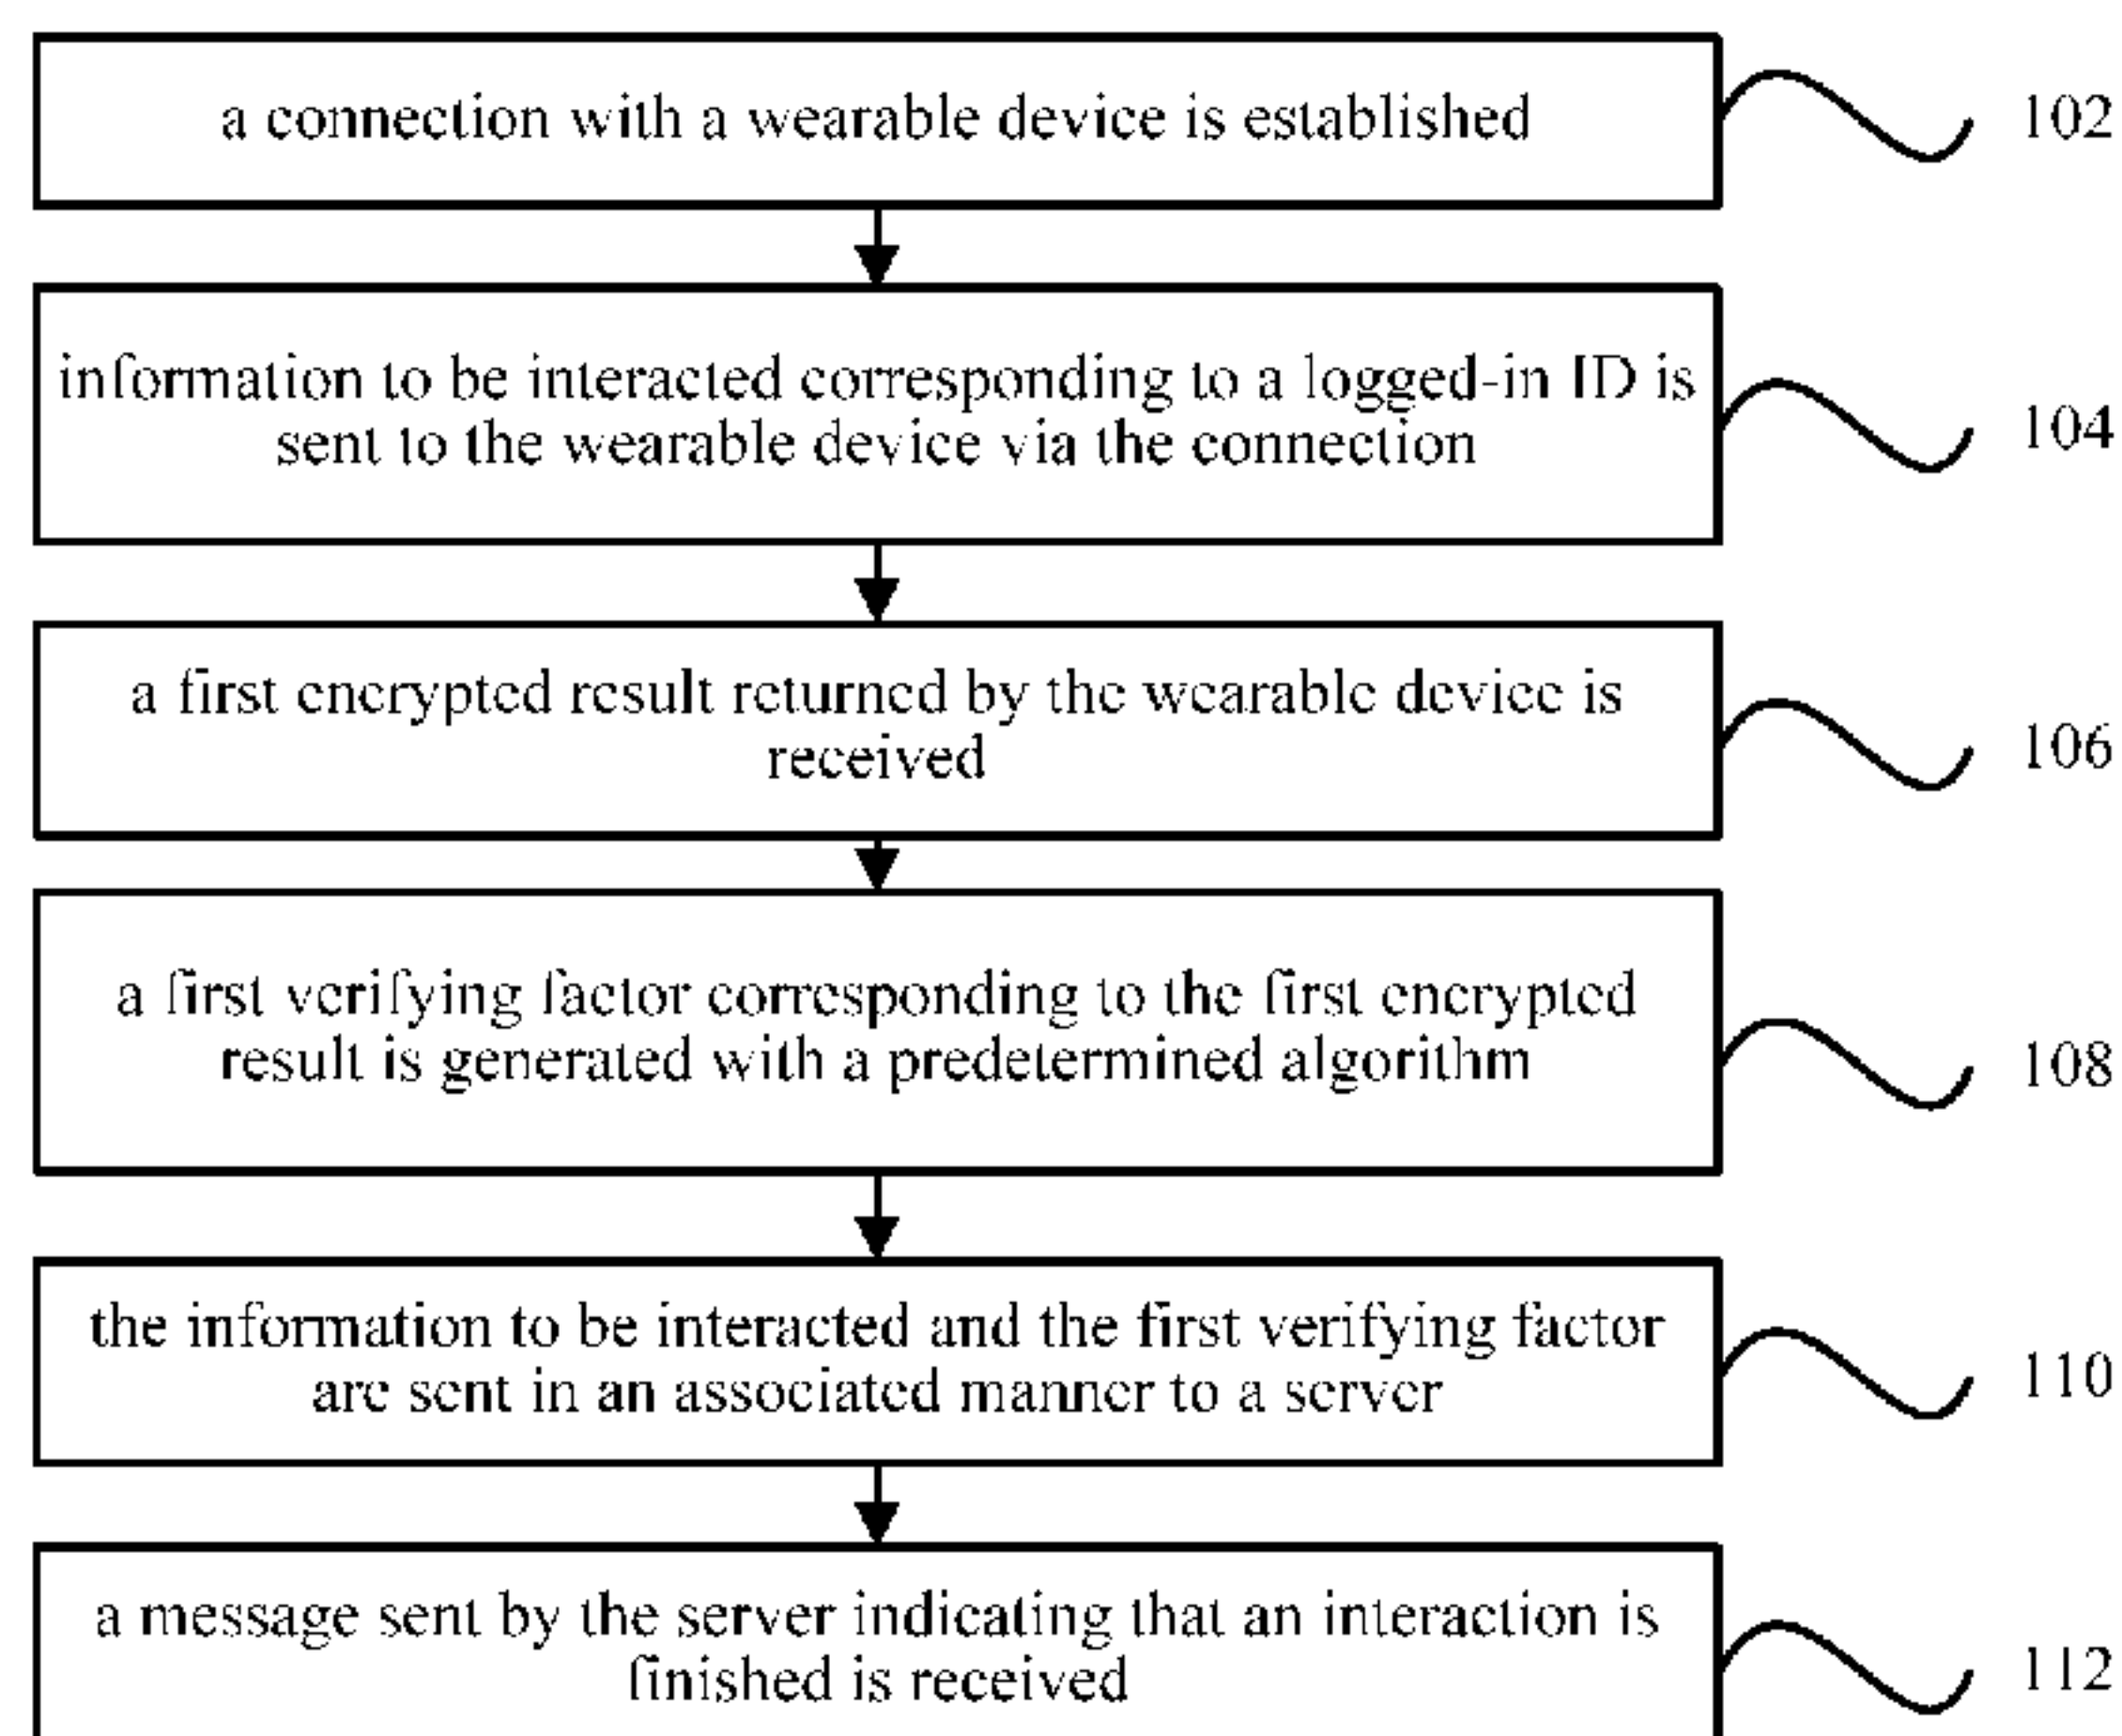 a connection with a wearable device is established
102
information to be interacted corresponding to a logged-in ID is
sent to the wearable device via the connection
104
a first encrypted result returned by the wearable device is
received
106
a first verifying factor corresponding to the first encrypted
result is generated with a predetermined algorithm
108
the information to be interacted and the first verifying factor
are sent in an associated manner to a server
110
a message sent by the server indicating that an interaction is
finished is received
112